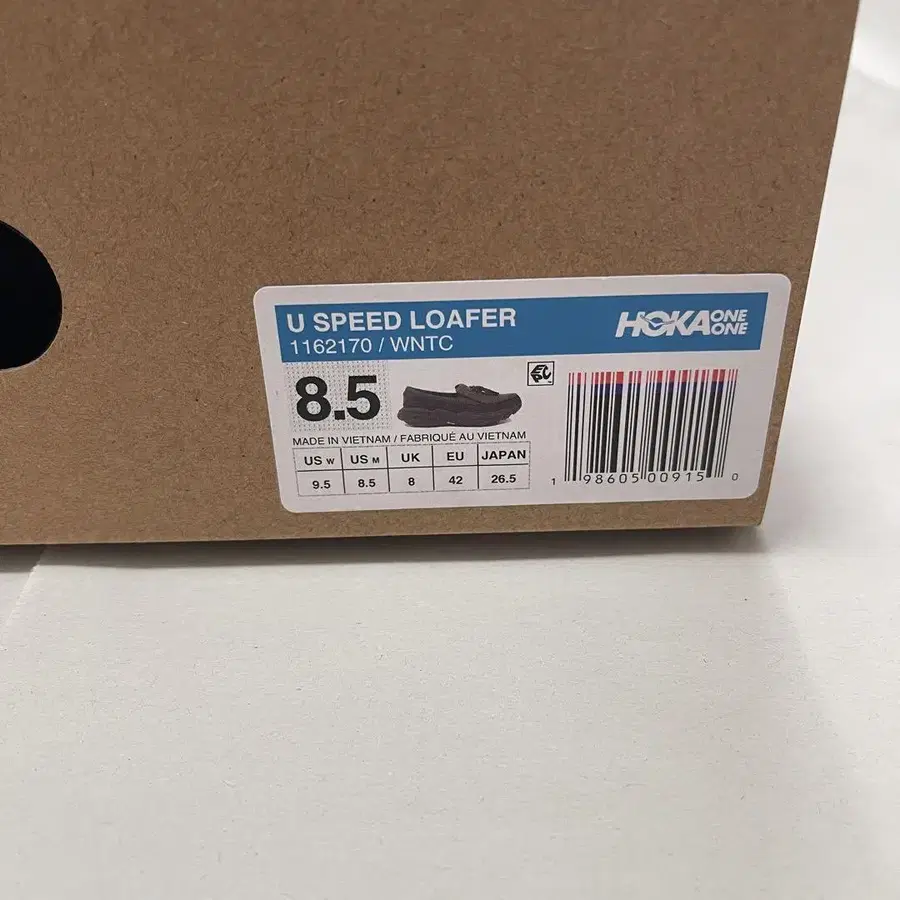 U SPEED LOAFER
1162170 / WNTC
HOKA ONE ONE
8.5
MADE IN VIETNAM / FABRIQUÉ AU VIETNAM
US W US M UK EU JAPAN
9.5 8.5 8 42 26.5
1 98605 00915 0